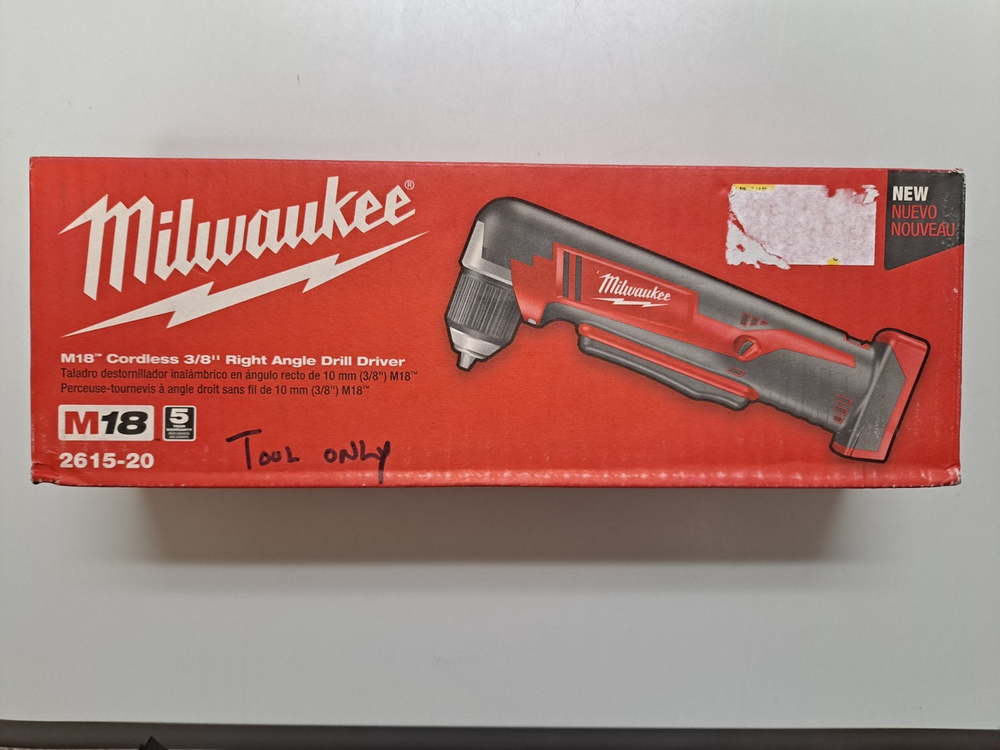 Milwaukee®
NEW
NUEVO
NOUVEAU
Milwaukee
M18™ Cordless 3/8" Right Angle Drill Driver
Taladro destornillador inalámbrico en ángulo recto de 10 mm (3/8") M18™
Perceuse-tournevis à angle droit sans fil de 10 mm (3/8") M18™
M18
5
YEAR
WARRANTY
2615-20
TOOL ONLY